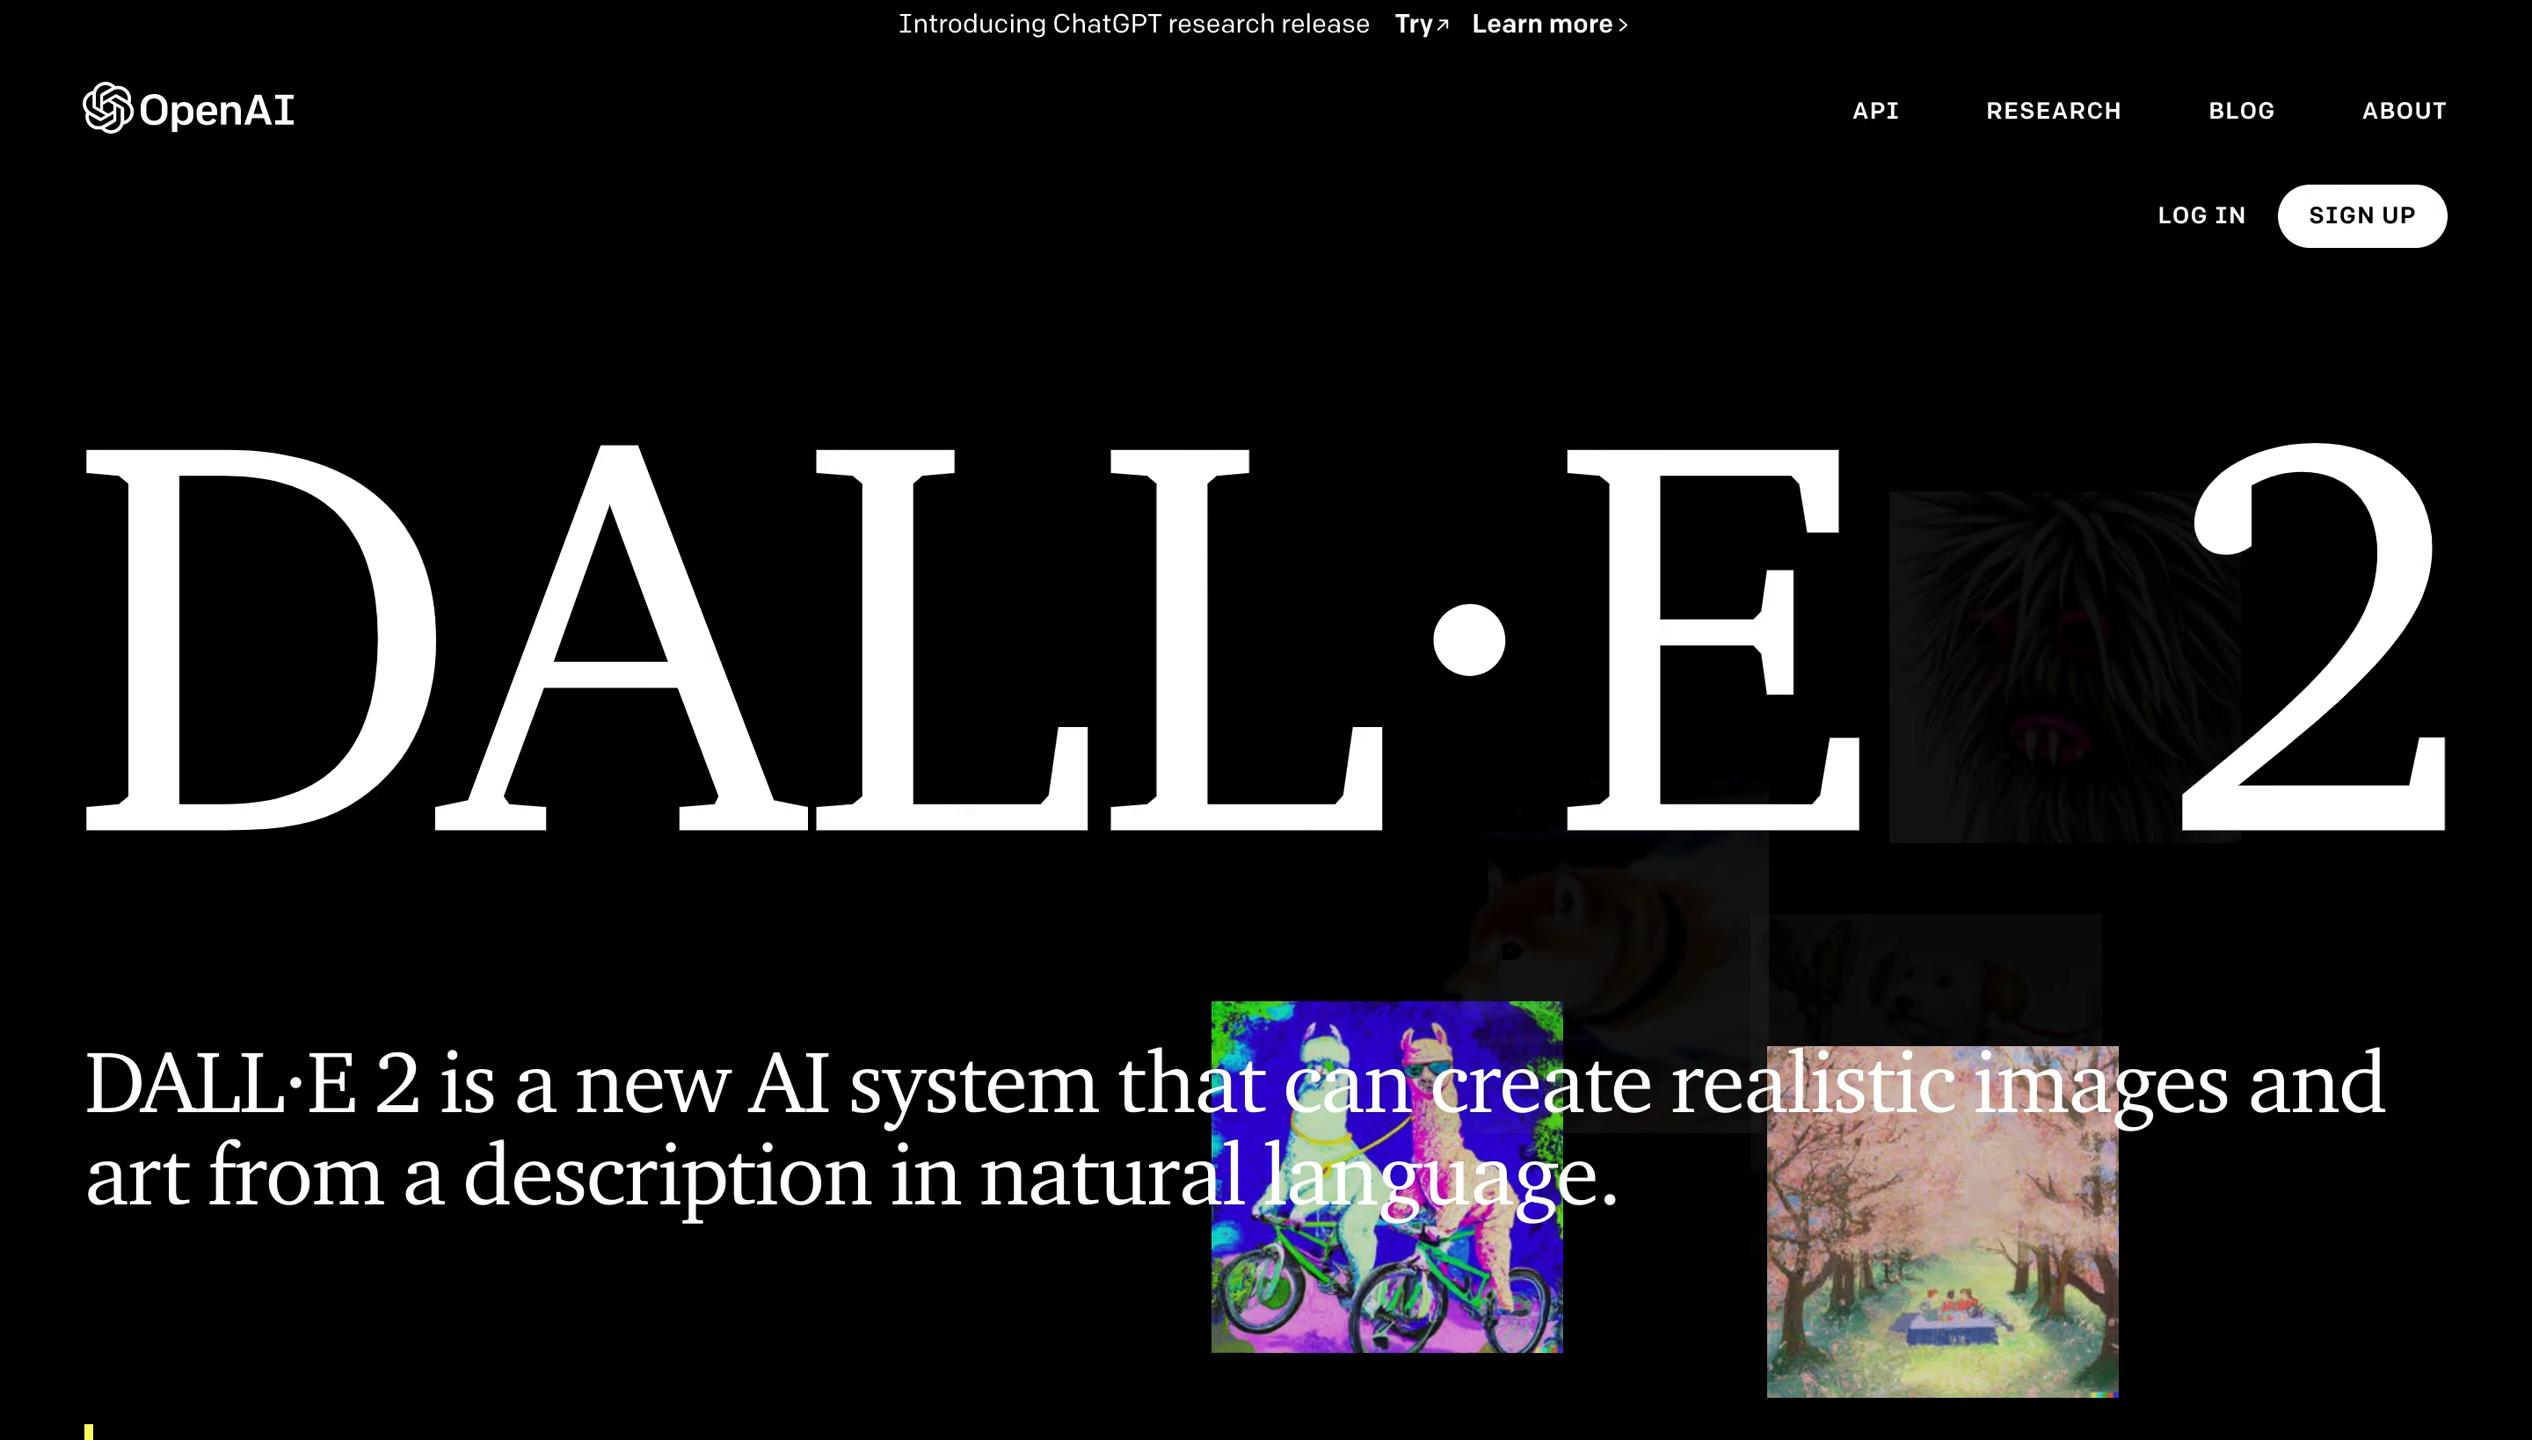 Introducing ChatGPT research release Try↗ Learn more >
OpenAI
API RESEARCH BLOG ABOUT
LOG IN SIGN UP
DALL·E 2
DALL·E 2 is a new AI system that can create realistic images and
art from a description in natural language.